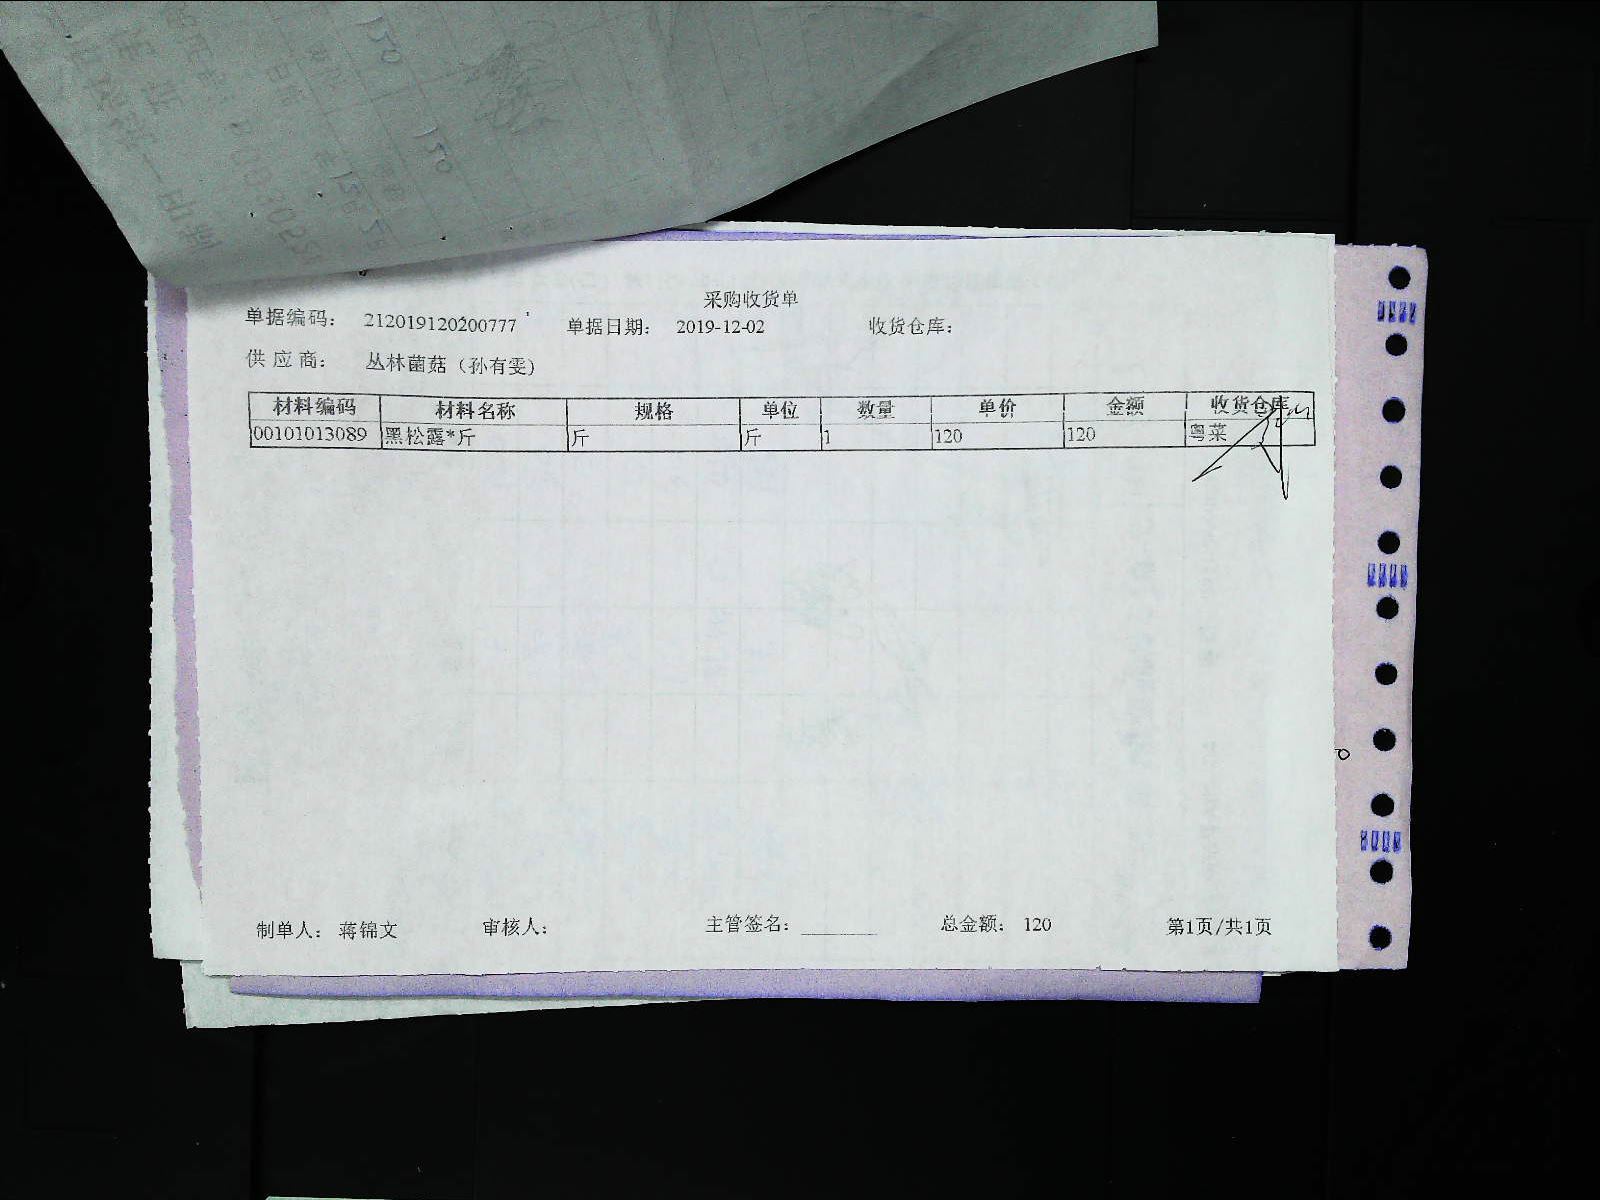 采购收货单
单据编码： 212019120200777 单据日期： 2019-12-02 收货仓库：
供 应 商： 丛林菌菇（孙有雯）
材料编码 材料名称 规格 单位 数量 单价 金额 收货仓库
00101013089 黑松露*斤 斤 斤 1 120 120 粤菜
制单人： 蒋锦文 审核人： 主管签名： ________ 总金额： 120 第1页/共1页